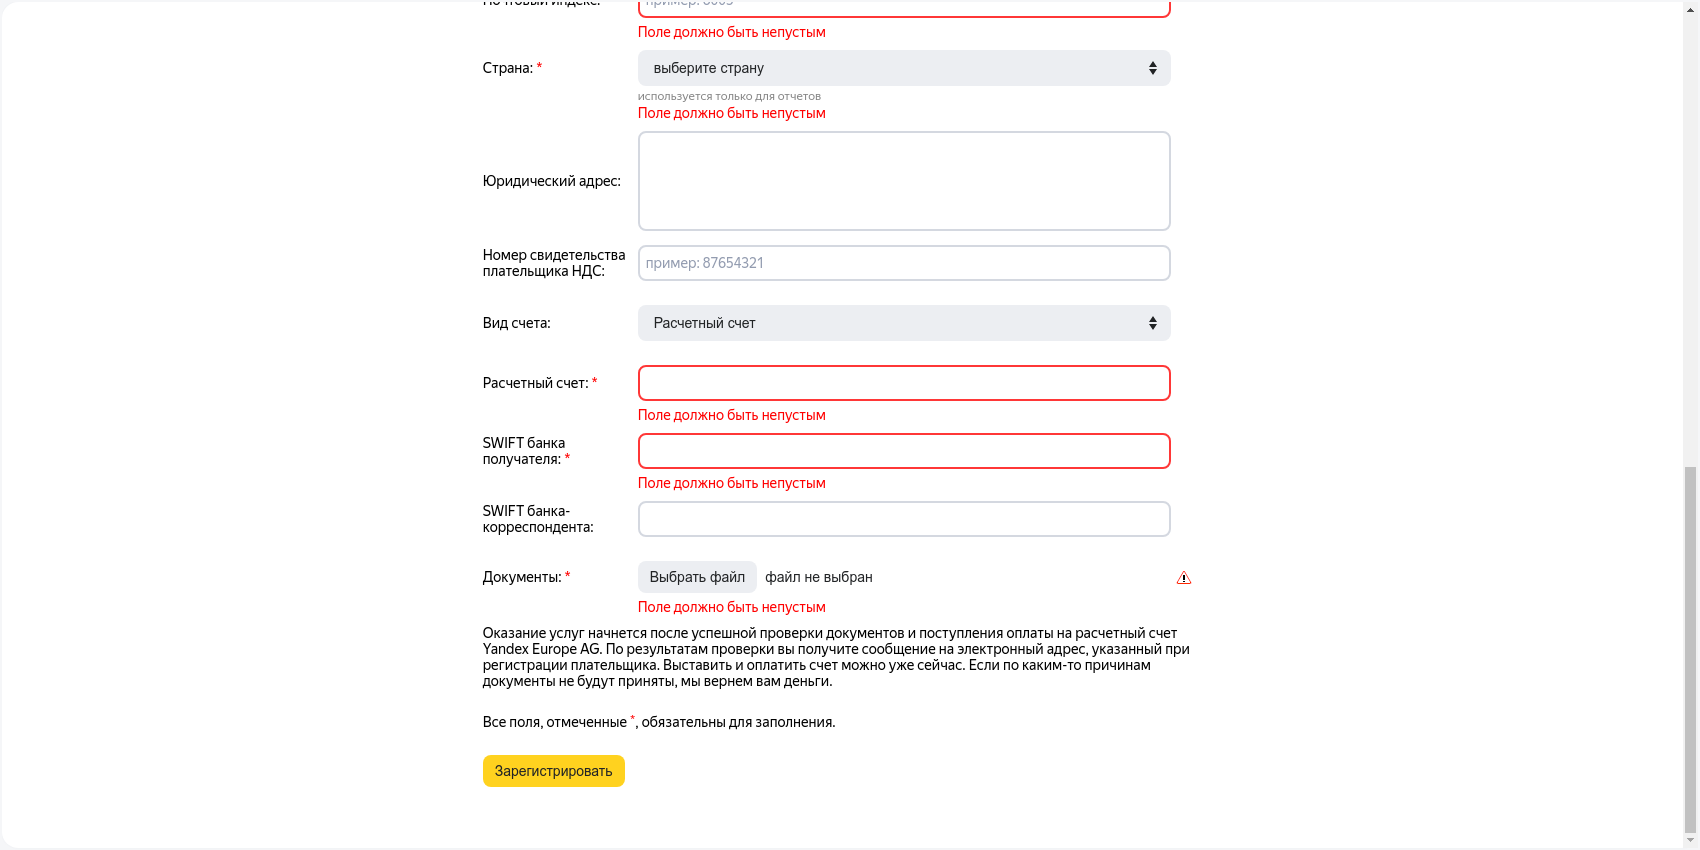 Почтовый индекс:
пример: 8005
Поле должно быть непустым
Страна: *
выберите страну
используется только для отчетов
Поле должно быть непустым
Юридический адрес:
Номер свидетельства
плательщика НДС:
пример: 87654321
Вид счета:
Расчетный счет
Расчетный счет: *
Поле должно быть непустым
SWIFT банка
получателя: *
Поле должно быть непустым
SWIFT банка-
корреспондента:
Документы: *
Выбрать файл файл не выбран
Поле должно быть непустым
Оказание услуг начнется после успешной проверки документов и поступления оплаты на расчетный счет
Yandex Europe AG. По результатам проверки вы получите сообщение на электронный адрес, указанный при
регистрации плательщика. Выставить и оплатить счет можно уже сейчас. Если по каким-то причинам
документы не будут приняты, мы вернем вам деньги.
Все поля, отмеченные *, обязательны для заполнения.
Зарегистрировать